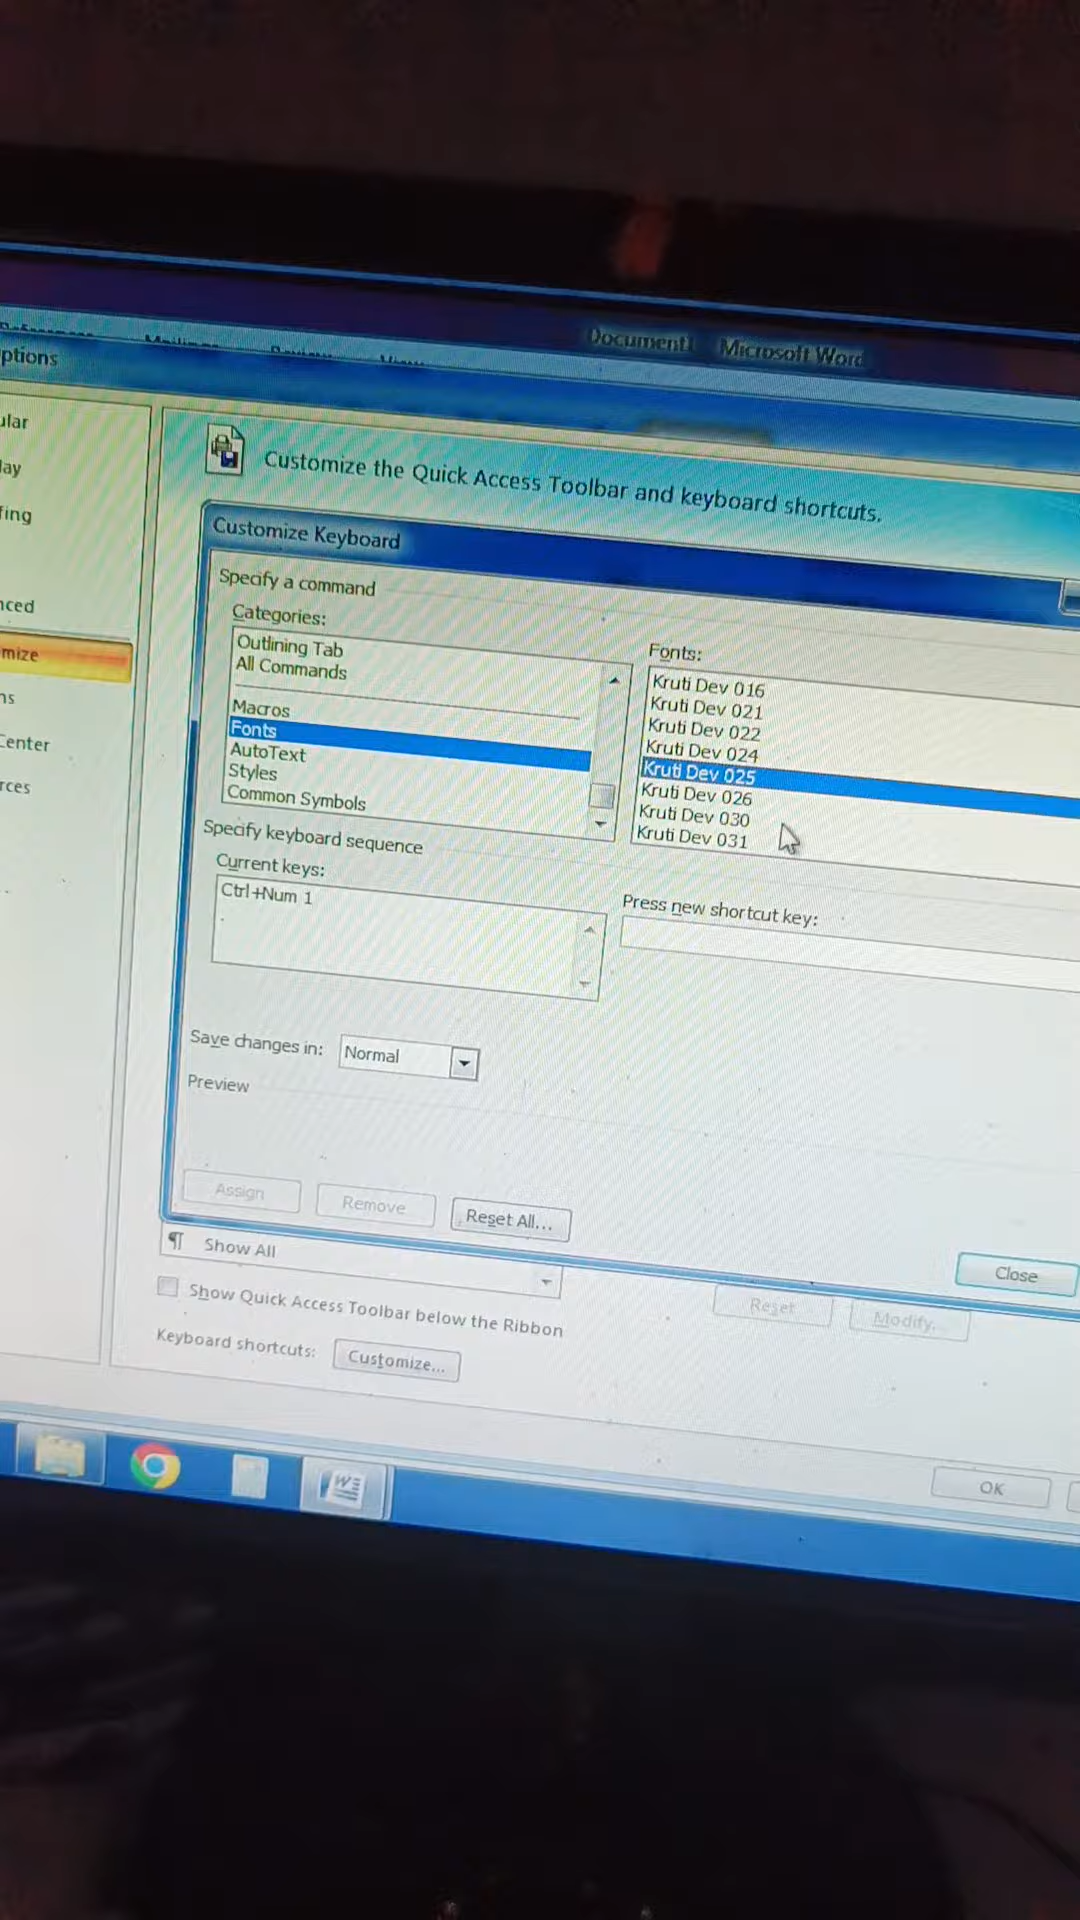 Document1 Microsoft Word
ptions
ular
lay
fing
nced
mize
ns
Center
rces
Customize the Quick Access Toolbar and keyboard shortcuts.
Customize Keyboard
Specify a command
Categories:
Outlining Tab
All Commands
Macros
Fonts
AutoText
Styles
Common Symbols
Fonts:
Kruti Dev 016
Kruti Dev 021
Kruti Dev 022
Kruti Dev 024
Kruti Dev 025
Kruti Dev 026
Kruti Dev 030
Kruti Dev 031
Specify keyboard sequence
Current keys:
Ctrl+Num 1
Press new shortcut key:
Save changes in: Normal
Preview
Assign Remove Reset All...
Close
¶ Show All
Show Quick Access Toolbar below the Ribbon
Reset Modify...
Keyboard shortcuts: Customize...
OK